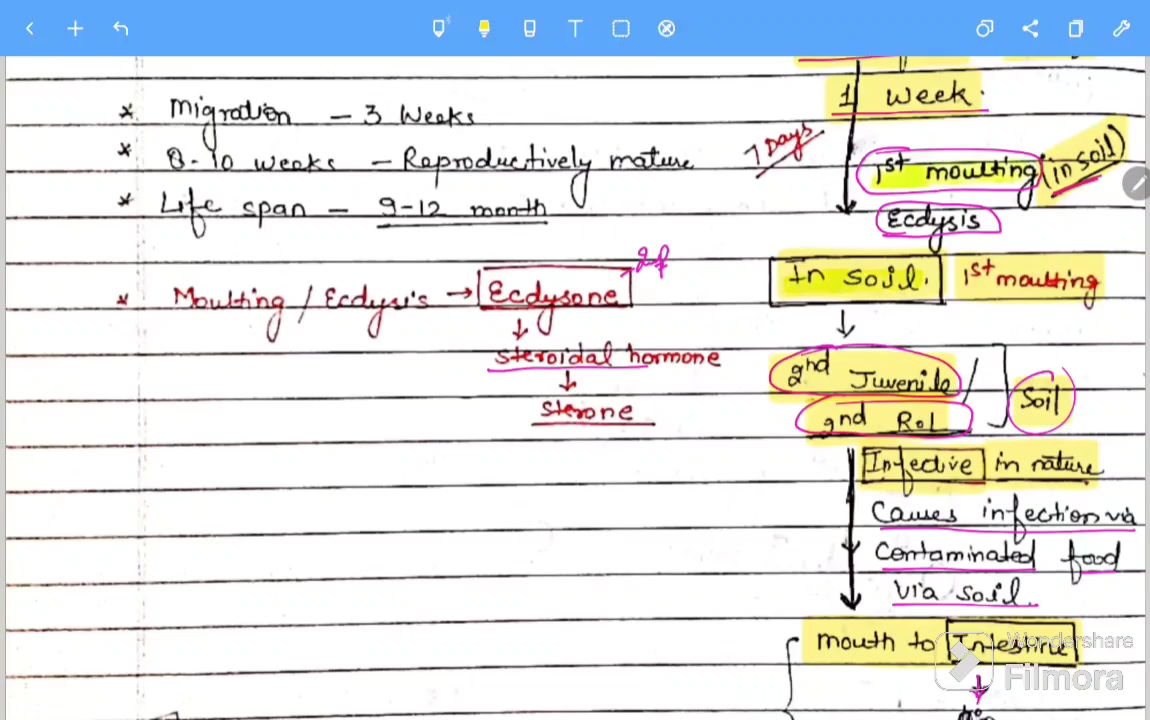 * Migration - 3 Weeks
* 8-10 weeks - Reproductively mature
* Life span - 9-12 month
* Moulting / Ecdysis → Ecdysone
↓
Steroidal hormone
↓
Sterone
1 Week.
7 Days
1st moulting (in soil)
Ecdysis
In soil. 1st moulting
↓
2nd Juvenile /
2nd Rol
Soil
Infective in nature
Causes infection via
Contaminated food
via soil.
mouth to Intestine
↓
Wondershare
Filmora
T